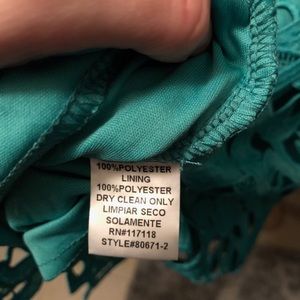 100%POLYESTER
LINING
100%POLYESTER
DRY CLEAN ONLY
LIMPIAR SECO
SOLAMENTE
RN#117118
STYLE#80671-2